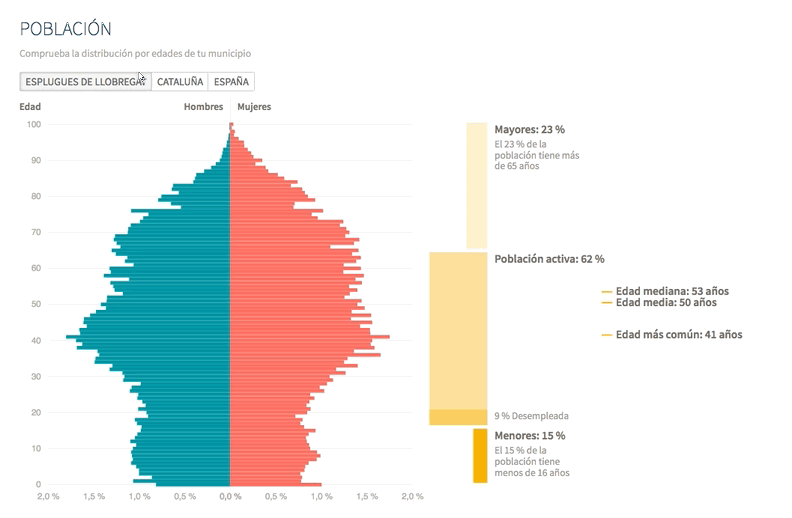 POBLACIÓN
Comprueba la distribución por edades de tu municipio
ESPLUGUES DE LLOBREGAT CATALUÑA ESPAÑA
Edad Hombres Mujeres
100
90
80
70
60
50
40
30
20
10
0
2,0 % 1,5 % 1,0 % 0,5 % 0,0 % 0,5 % 1,0 % 1,5 % 2,0 %
Mayores: 23 %
El 23 % de la
población tiene más
de 65 años
Población activa: 62 %
Edad mediana: 53 años
Edad media: 50 años
Edad más común: 41 años
9 % Desempleada
Menores: 15 %
El 15 % de la
población tiene
menos de 16 años